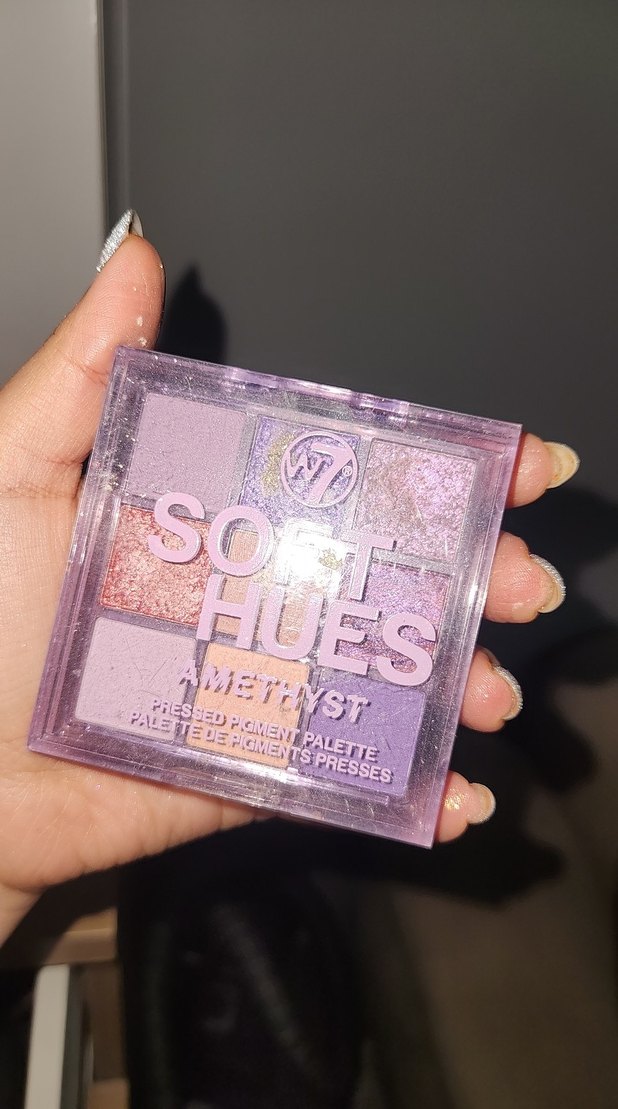 W7®
SOFT
HUES
AMETHYST
PRESSED PIGMENT PALETTE
PALETTE DE PIGMENTS PRESSES